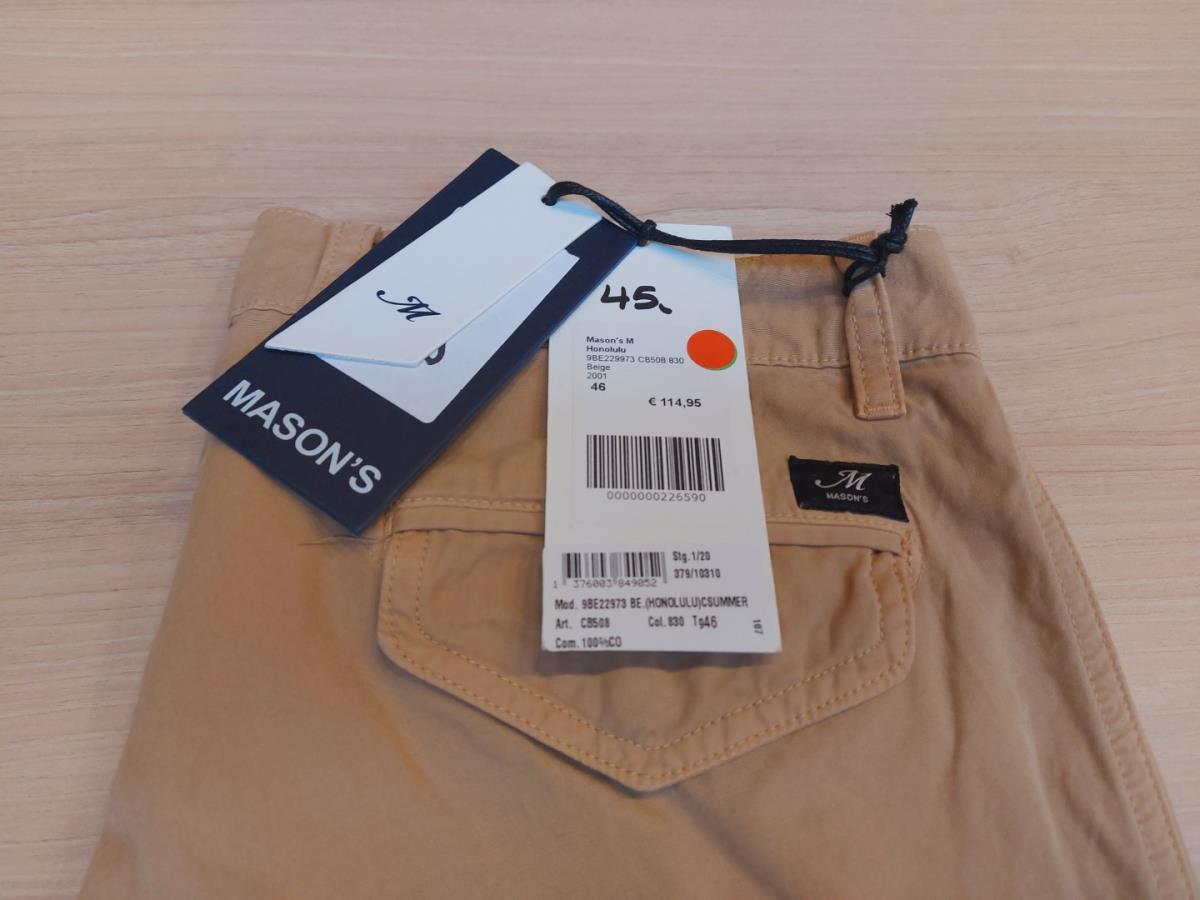 M
MASON'S
45.
Mason's M
Honolulu
9BE229973 CB508 830
Beige
2001
46
€ 114,95
0000000226590
Stg. 1/20
379/10310
1 376003 849052
Mod. 9BE22973 BE.(HONOLULU)CSUMMER
Art. CB508 Col. 830 Tg46
107
Com. 100%CO
M
MASON'S